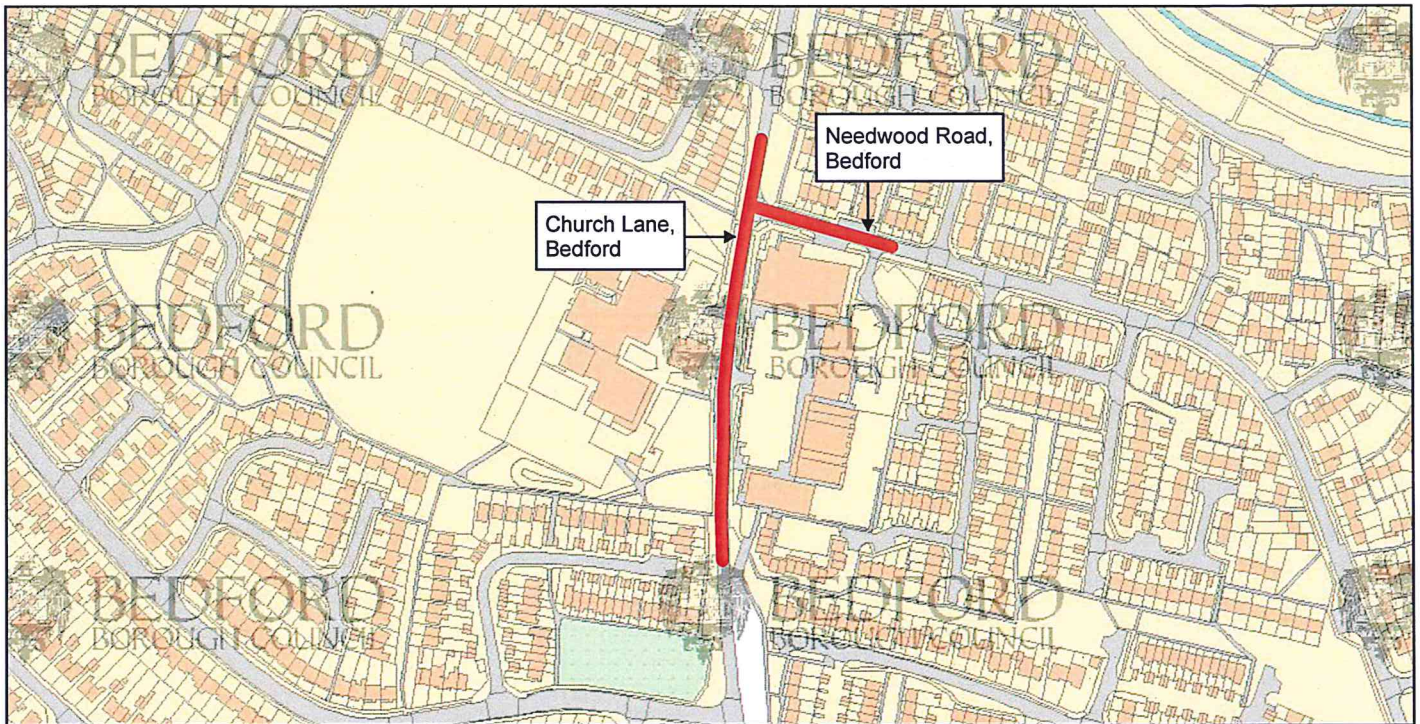 BEDFORD
BOROUGH COUNCIL
BEDFORD
BOROUGH COUNCIL
Needwood Road,
Bedford
Church Lane,
Bedford
BEDFORD
BOROUGH COUNCIL
BEDFORD
BOROUGH COUNCIL
BEDFORD
BOROUGH COUNCIL
BEDFORD
BOROUGH COUNCIL